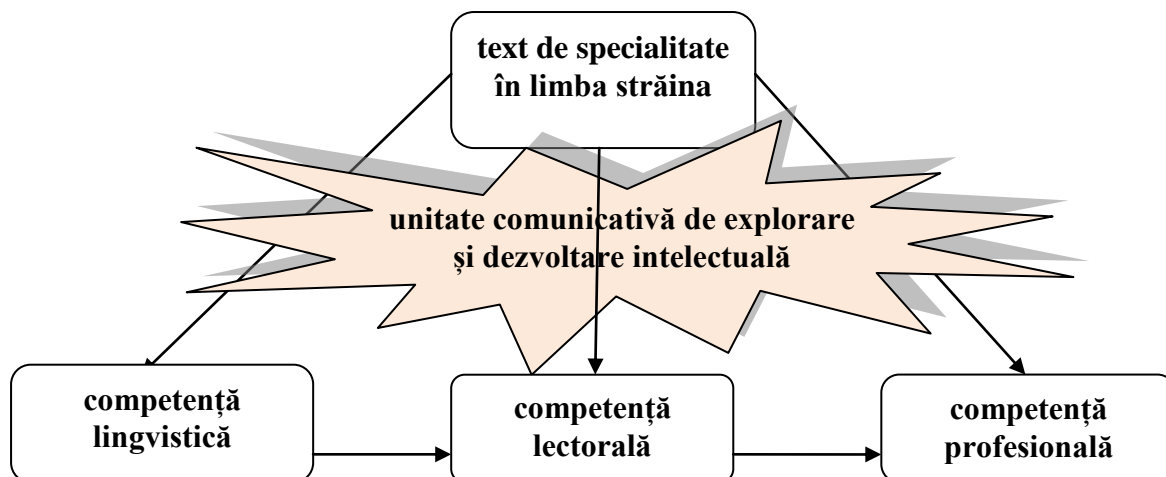 text de specialitate
în limba străina
unitate comunicativă de explorare
și dezvoltare intelectuală
competență
lingvistică
competență
lectorală
competență
profesională